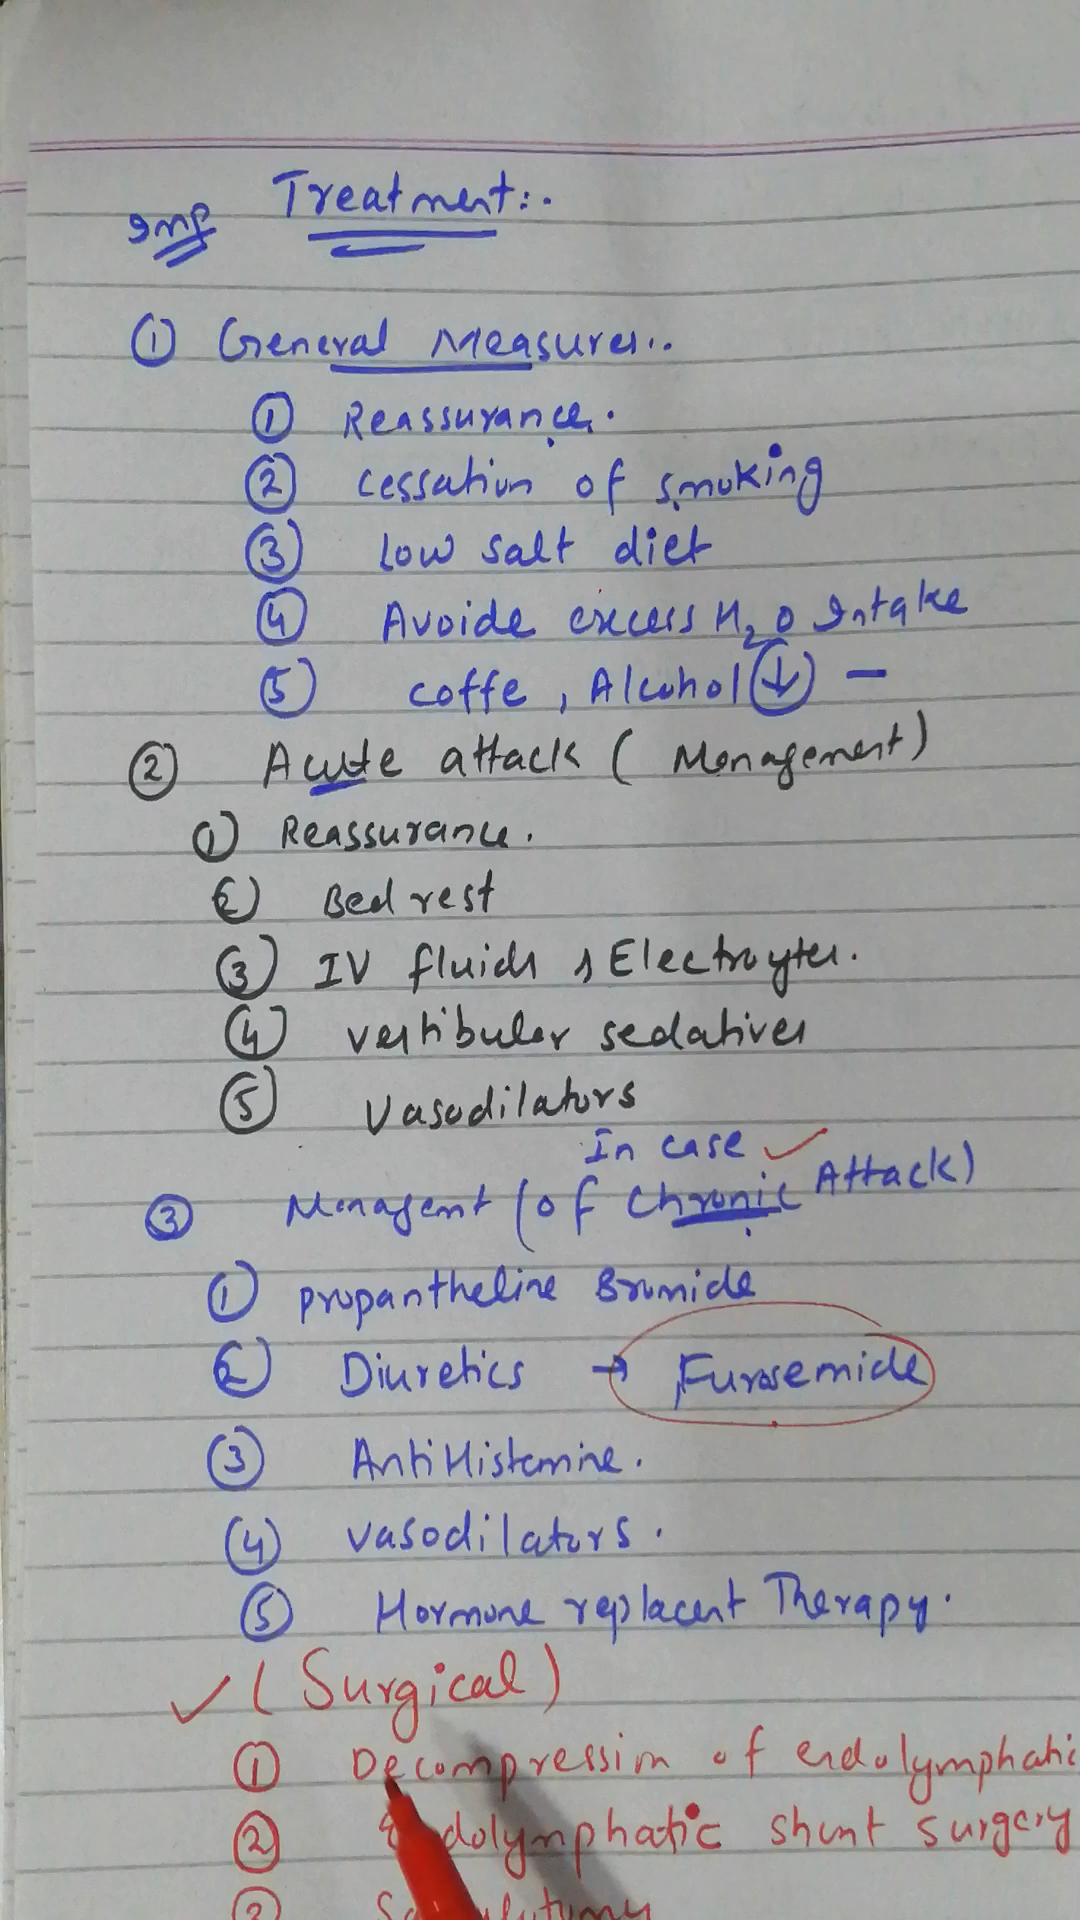 Treatment:.
Imp
① General Measures..
① Reassurance.
② cessation of smoking
③ low salt diet
④ Avoide excess H₂O Intake
⑤ coffe, Alcohol ↓ -
② Acute attack ( Management)
① Reassurance.
② Bed rest
③ IV fluids, Electroytes.
④ vestibular sedatives
⑤ Vasodilators
In case
③ Managent (of Chronic Attack)
① propantheline Bromide
② Diuretics → Furosemide
③ AntiHistamine.
④ vasodilators.
⑤ Hormone replacent Therapy.
✓ (Surgical)
① Decompression of endolymphatic
② shunt surgery
③